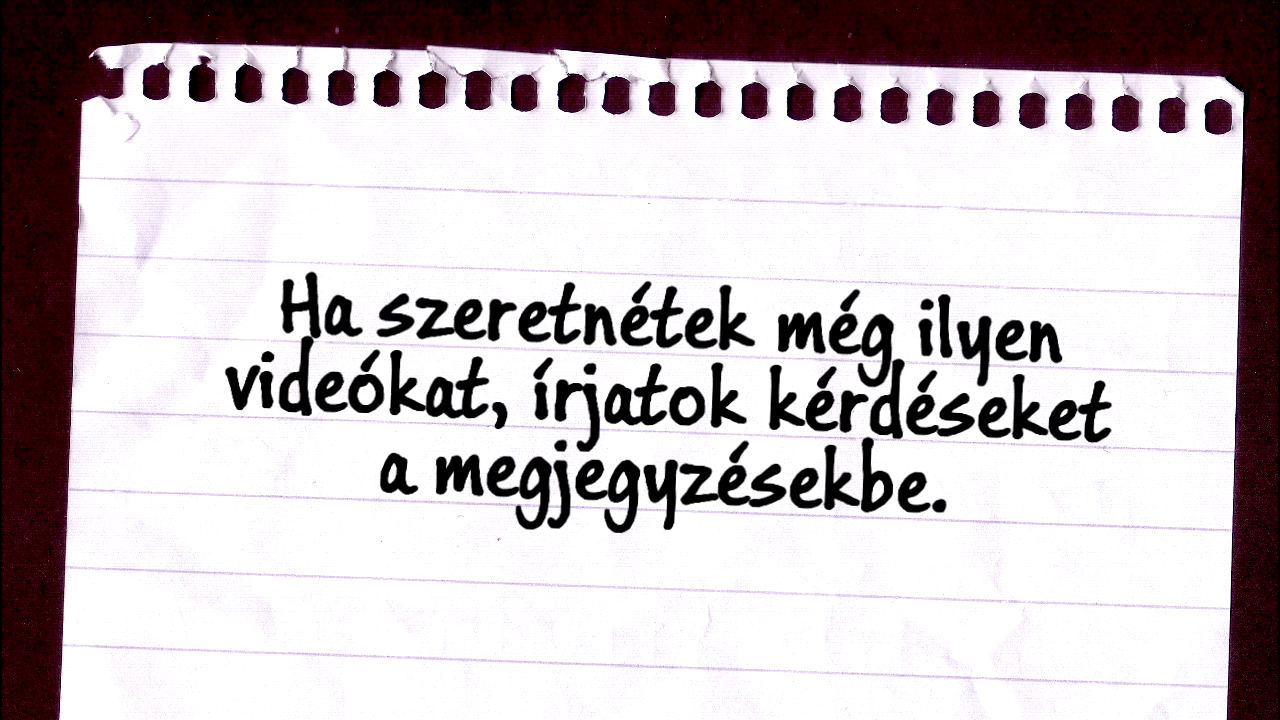 Ha szeretnétek még ilyen
videókat, írjatok kérdéseket
a megjegyzésekbe.